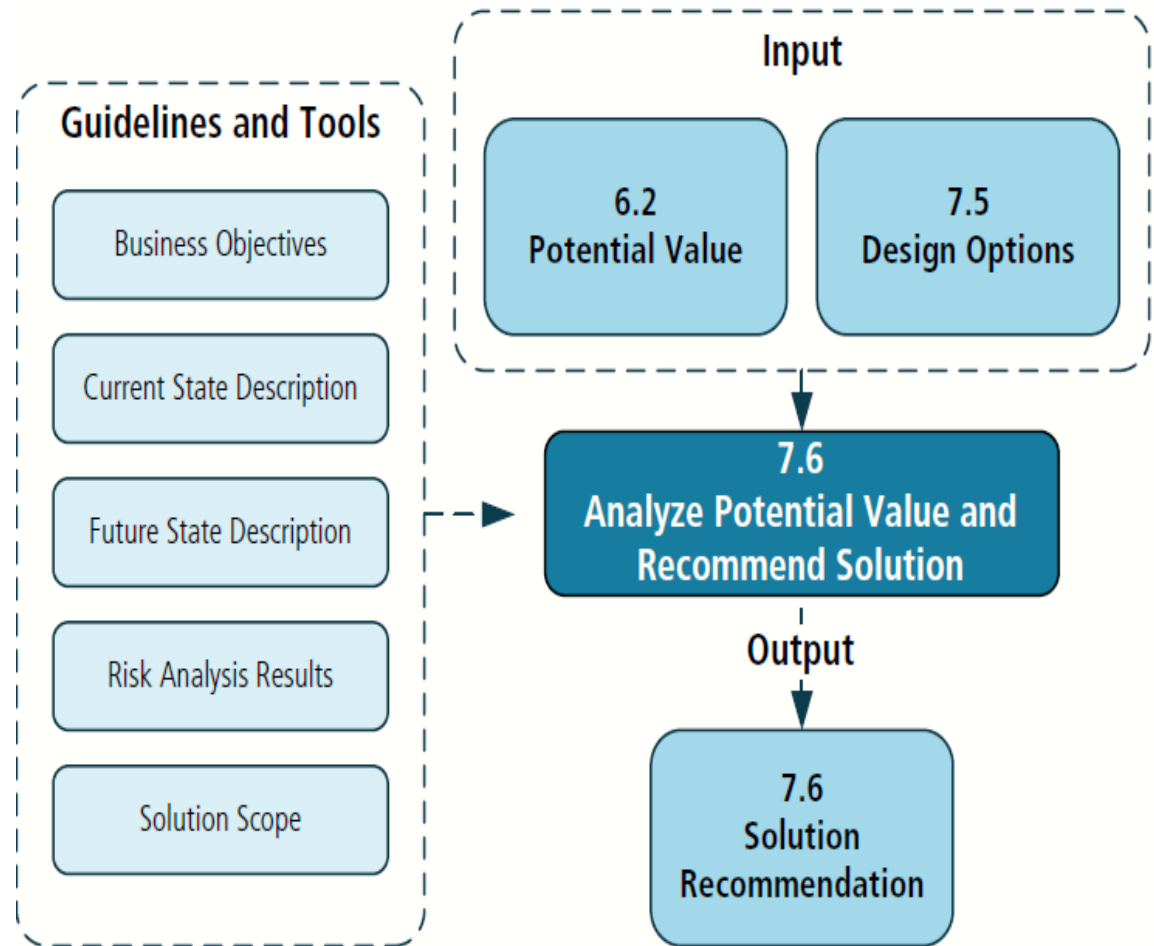 Input
Guidelines and Tools
Business Objectives
Current State Description
Future State Description
Risk Analysis Results
Solution Scope
6.2
Potential Value
7.5
Design Options
7.6
Analyze Potential Value and
Recommend Solution
Output
7.6
Solution
Recommendation